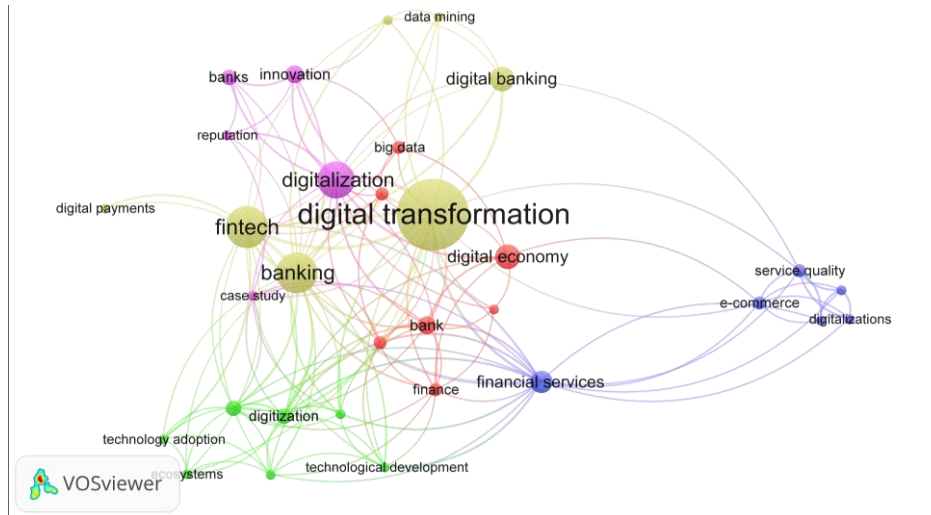 data mining
banks
innovation
digital banking
reputation
big data
digitalization
digital payments
digital transformation
fintech
digital economy
banking
service quality
case study
e-commerce
digitalizations
bank
financial services
finance
digitization
technology adoption
technological development
ecosystems
VOSviewer